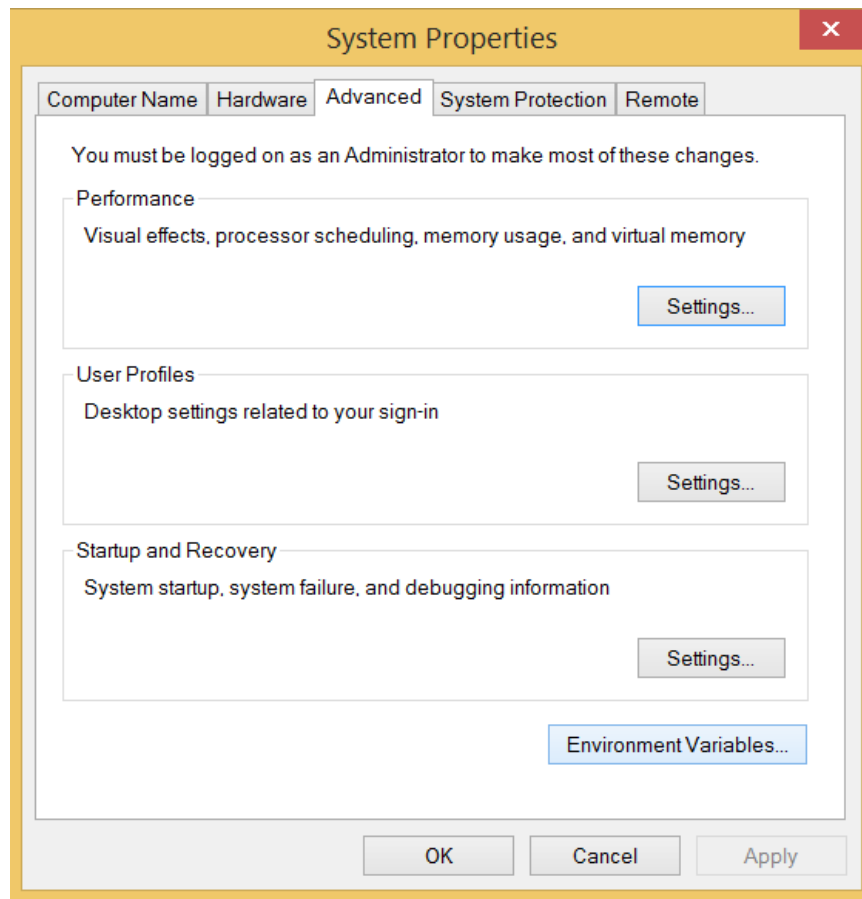 System Properties
Computer Name Hardware Advanced System Protection Remote
You must be logged on as an Administrator to make most of these changes.
Performance
Visual effects, processor scheduling, memory usage, and virtual memory
Settings...
User Profiles
Desktop settings related to your sign-in
Settings...
Startup and Recovery
System startup, system failure, and debugging information
Settings...
Environment Variables...
OK Cancel Apply